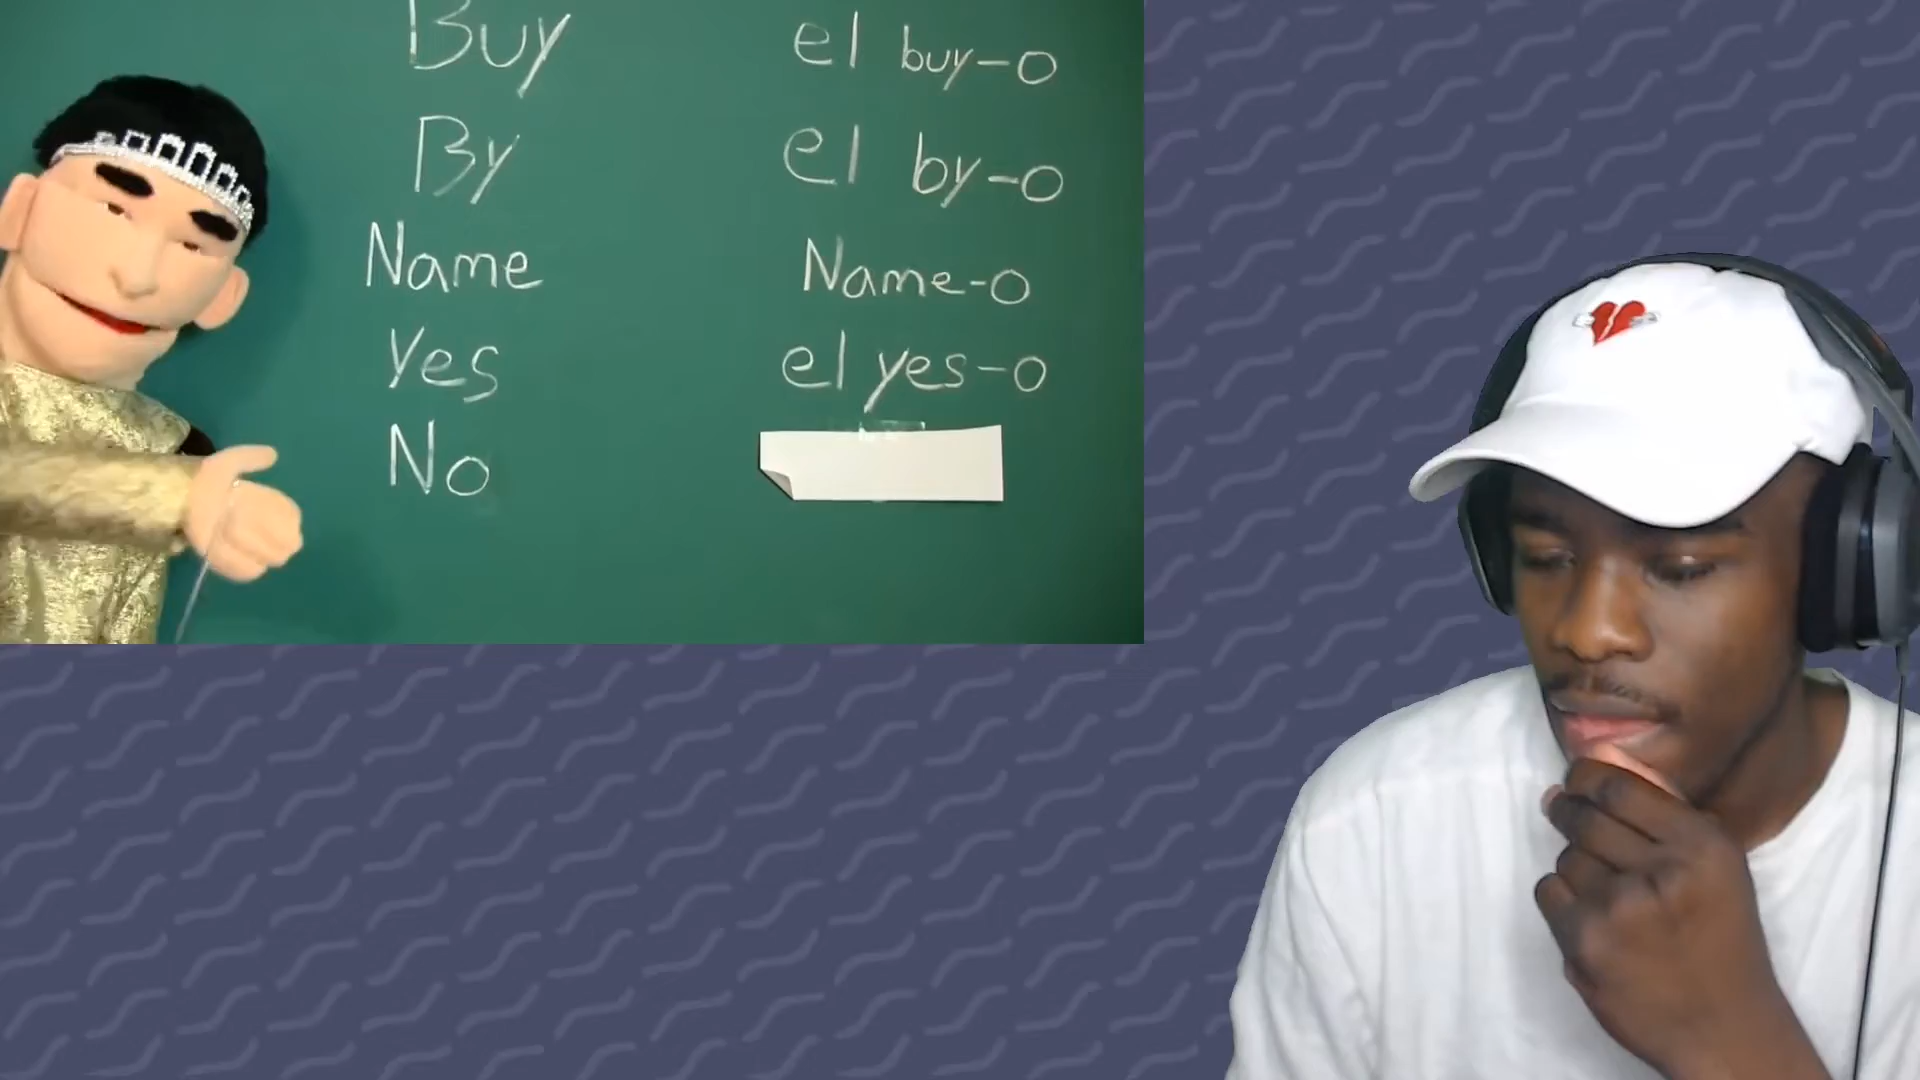 Buy el buy-o
By el by-o
Name Name-o
Yes el yes-o
No